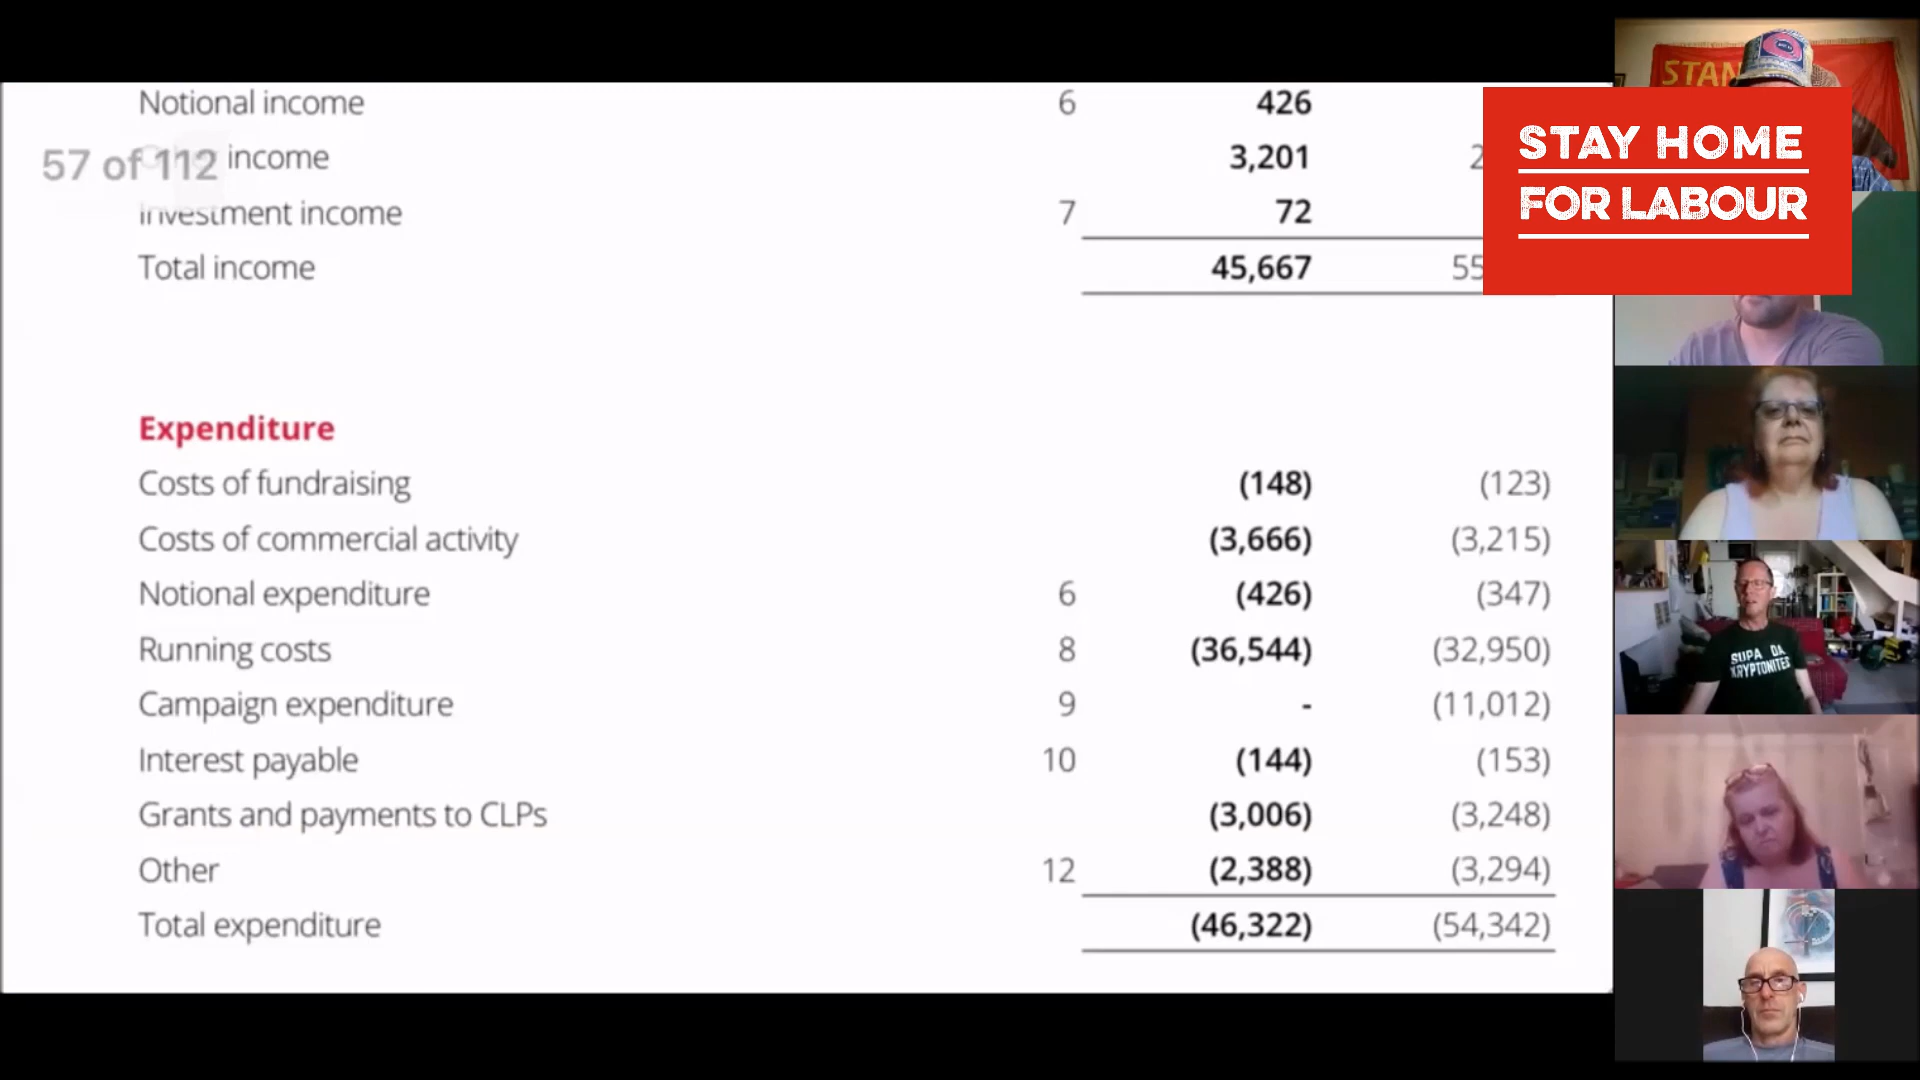 STAN
Notional income 6 426
57 of 112 income 3,201 2
Investment income 7 72
Total income 45,667 55
STAY HOME
FOR LABOUR
Expenditure
Costs of fundraising (148) (123)
Costs of commercial activity (3,666) (3,215)
Notional expenditure 6 (426) (347)
Running costs 8 (36,544) (32,950)
Campaign expenditure 9 - (11,012)
Interest payable 10 (144) (153)
Grants and payments to CLPs (3,006) (3,248)
Other 12 (2,388) (3,294)
Total expenditure (46,322) (54,342)
SUPA DA
KRYPTONITES